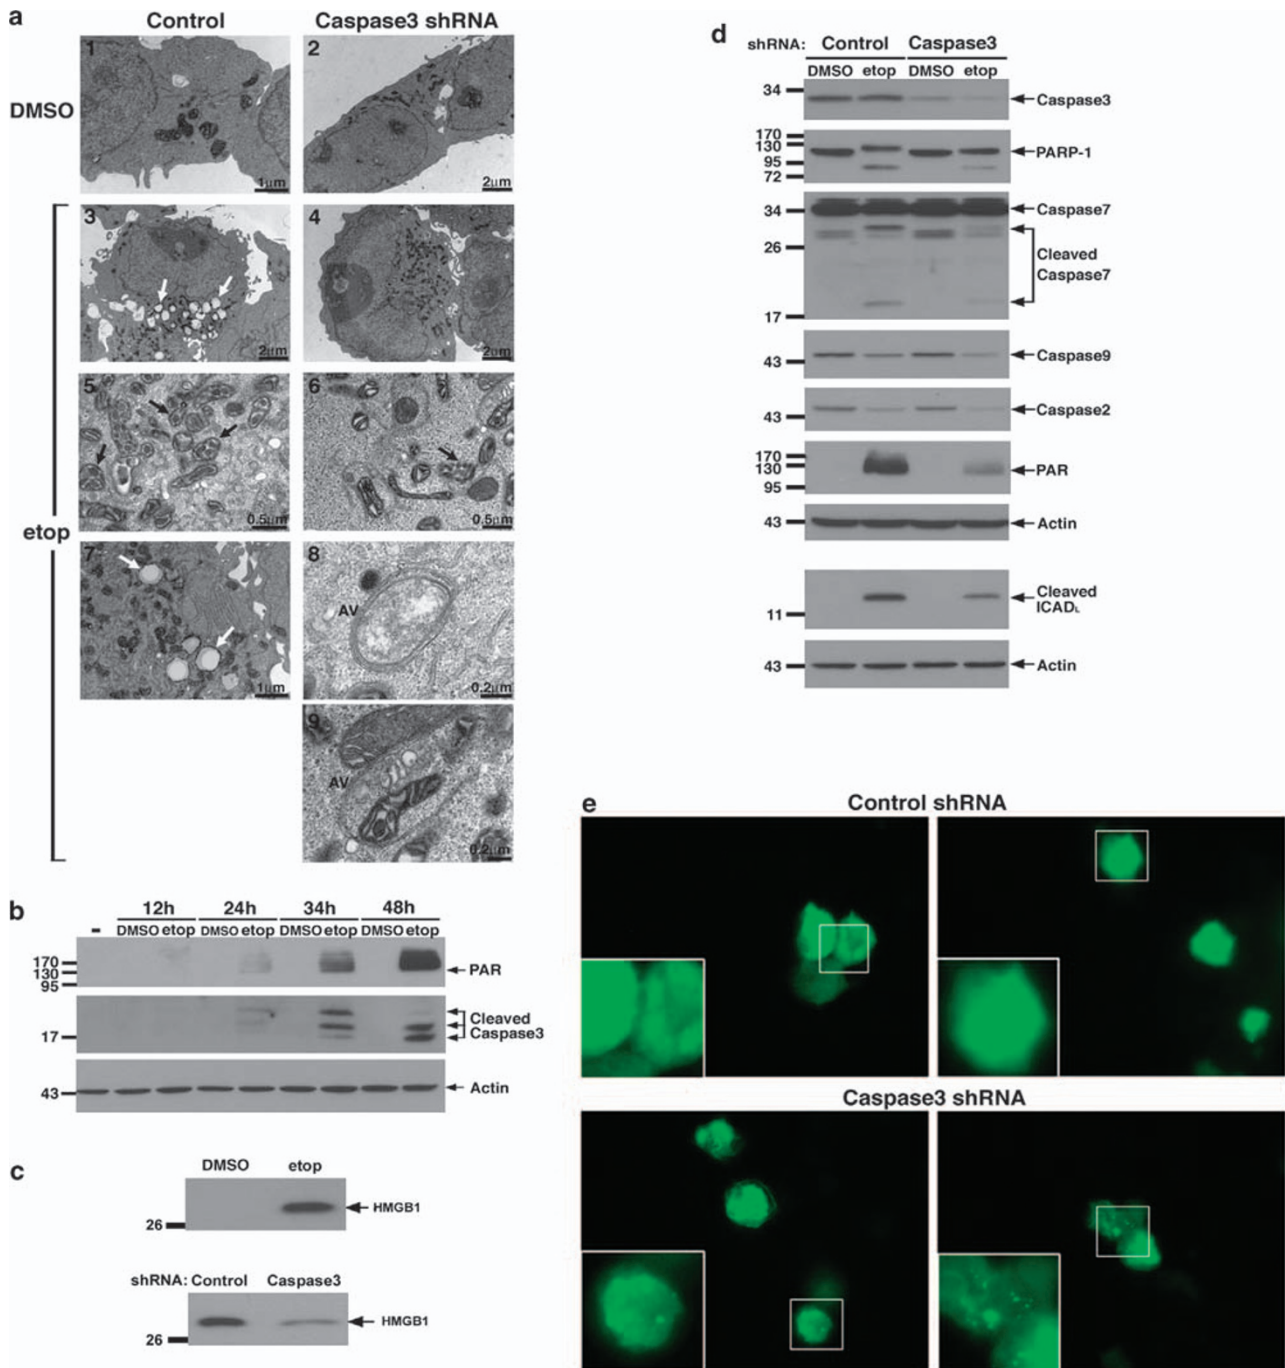 a
Control
Caspase3 shRNA
DMSO
1
1μm
2
2μm
etop
3
2μm
4
2μm
5
0.5μm
6
0.5μm
7
1μm
8
AV
0.2μm
9
AV
0.2μm
b
12h 24h 34h 48h
- DMSO etop DMSO etop DMSO etop DMSO etop
170
130
95
PAR
17
Cleaved
Caspase3
43
Actin
c
DMSO etop
26
HMGB1
shRNA: Control Caspase3
26
HMGB1
d
shRNA: Control Caspase3
DMSO etop DMSO etop
34
Caspase3
170
130
95
72
PARP-1
34
26
17
Caspase7
Cleaved
Caspase7
43
Caspase9
43
Caspase2
170
130
95
PAR
43
Actin
11
Cleaved
ICADL
43
Actin
e
Control shRNA
Caspase3 shRNA